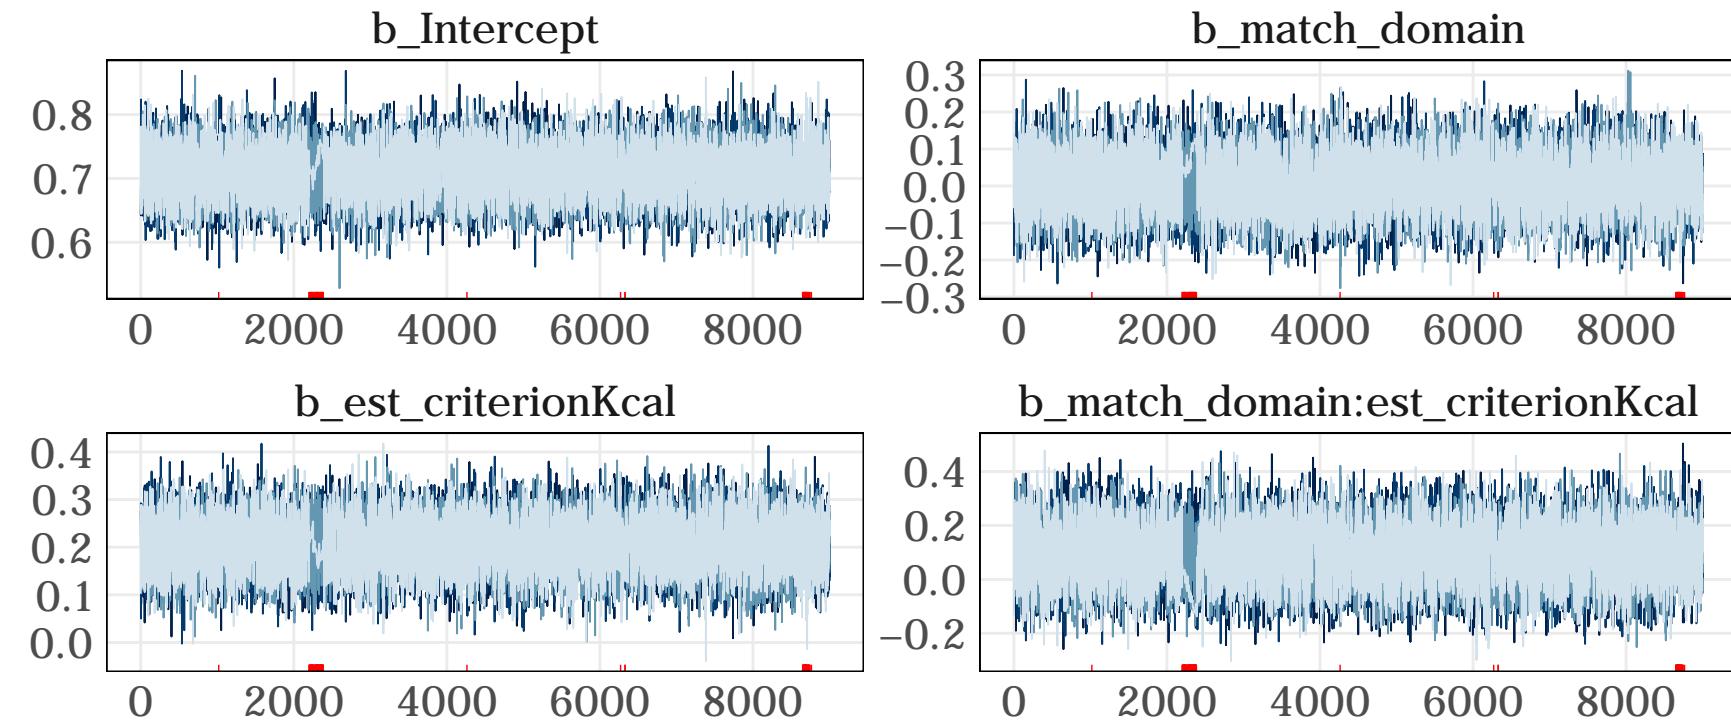 b_Intercept
0.8
0.7
0.6
0 2000 4000 6000 8000
b_match_domain
0.3
0.2
0.1
0.0
−0.1
−0.2
−0.3
0 2000 4000 6000 8000
b_est_criterionKcal
0.4
0.3
0.2
0.1
0.0
0 2000 4000 6000 8000
b_match_domain:est_criterionKcal
0.4
0.2
0.0
−0.2
0 2000 4000 6000 8000